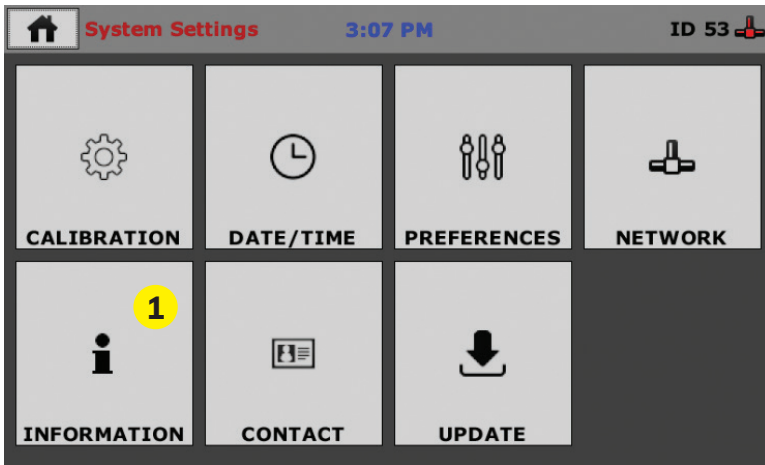 System Settings 3:07 PM ID 53
CALIBRATION DATE/TIME PREFERENCES NETWORK
1
INFORMATION CONTACT UPDATE